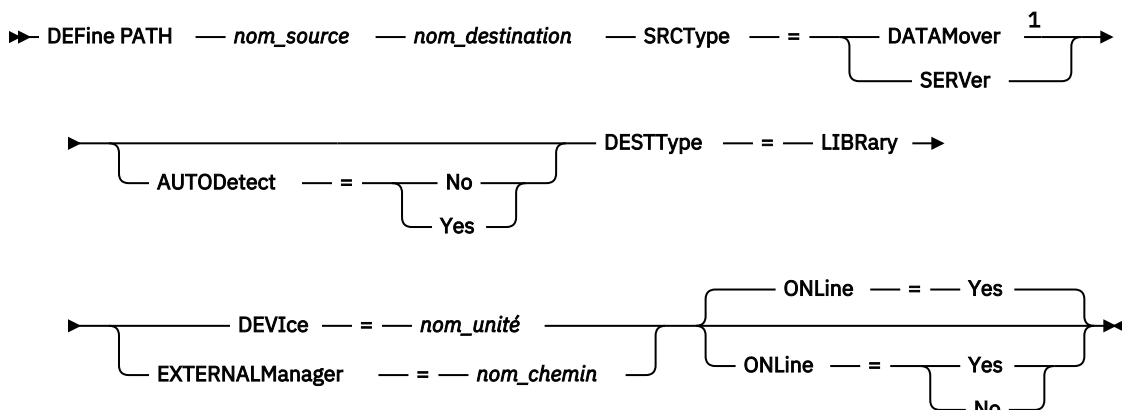 DEFine PATH — nom_source — nom_destination — SRCType — = — DATAMover 1
SERVer
DESTType — = — LIBRary
AUTODetect — = — No
Yes
ONLine — = — Yes
DEVIce — = — nom_unité
EXTERNALManager — = — nom_chemin
ONLine — = — Yes
No